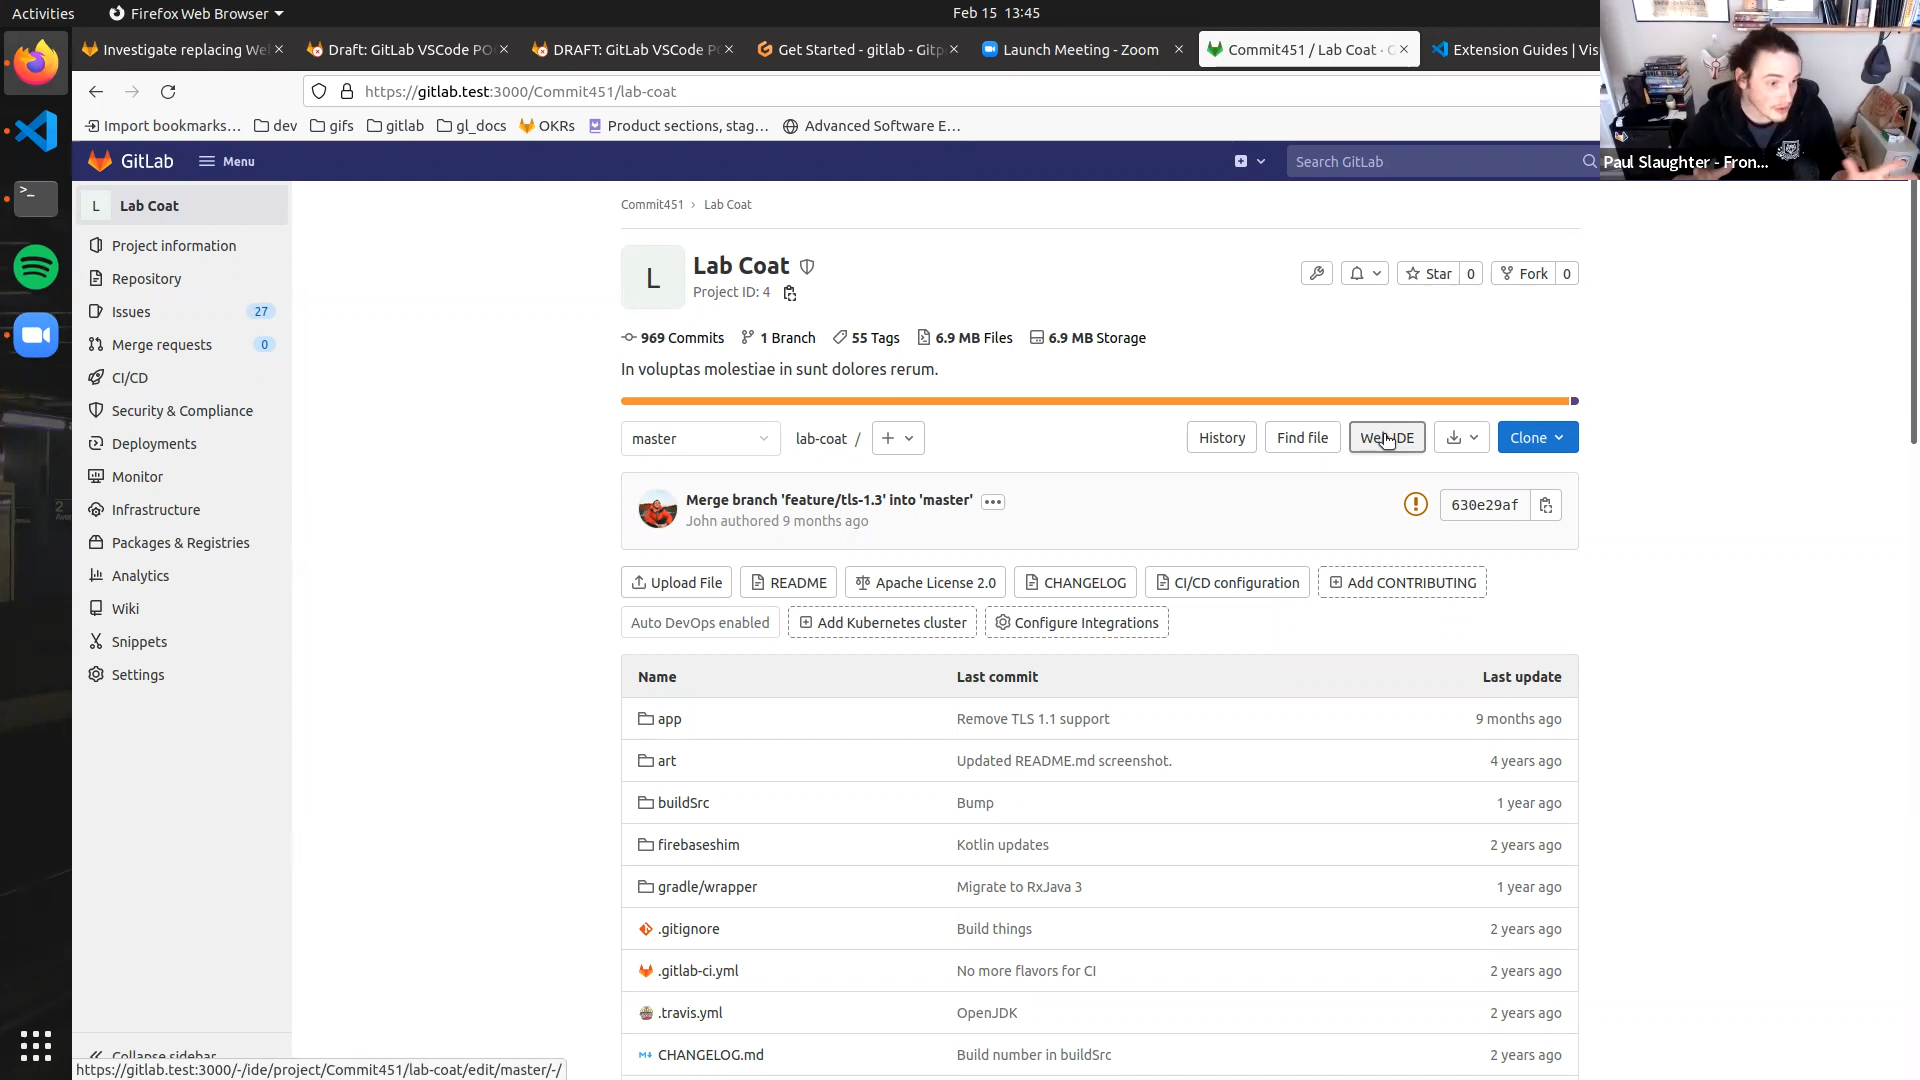 Activities
Firefox Web Browser
Feb 15 13:45
Investigate replacing We
Draft: GitLab VSCode PO
DRAFT: GitLab VSCode P
Get Started - gitlab - Gitp
Launch Meeting - Zoom
Commit451 / Lab Coat · G
Extension Guides | Vis
https://gitlab.test:3000/Commit451/lab-coat
Import bookmarks…
dev
gifs
gitlab
gl_docs
OKRs
Product sections, stag…
Advanced Software E…
Paul Slaughter - Fron...
GitLab
Menu
Search GitLab
L Lab Coat
Project information
Repository
Issues 27
Merge requests 0
CI/CD
Security & Compliance
Deployments
Monitor
Infrastructure
Packages & Registries
Analytics
Wiki
Snippets
Settings
Collapse sidebar
Commit451 › Lab Coat
L
Lab Coat
Project ID: 4
Star 0
Fork 0
969 Commits
1 Branch
55 Tags
6.9 MB Files
6.9 MB Storage
In voluptas molestiae in sunt dolores rerum.
master
lab-coat /
History
Find file
Web IDE
Clone
Merge branch 'feature/tls-1.3' into 'master'
John authored 9 months ago
630e29af
Upload File
README
Apache License 2.0
CHANGELOG
CI/CD configuration
Add CONTRIBUTING
Auto DevOps enabled
Add Kubernetes cluster
Configure Integrations
Name Last commit Last update
app Remove TLS 1.1 support 9 months ago
art Updated README.md screenshot. 4 years ago
buildSrc Bump 1 year ago
firebaseshim Kotlin updates 2 years ago
gradle/wrapper Migrate to RxJava 3 1 year ago
.gitignore Build things 2 years ago
.gitlab-ci.yml No more flavors for CI 2 years ago
.travis.yml OpenJDK 2 years ago
CHANGELOG.md Build number in buildSrc 2 years ago
https://gitlab.test:3000/-/ide/project/Commit451/lab-coat/edit/master/-/